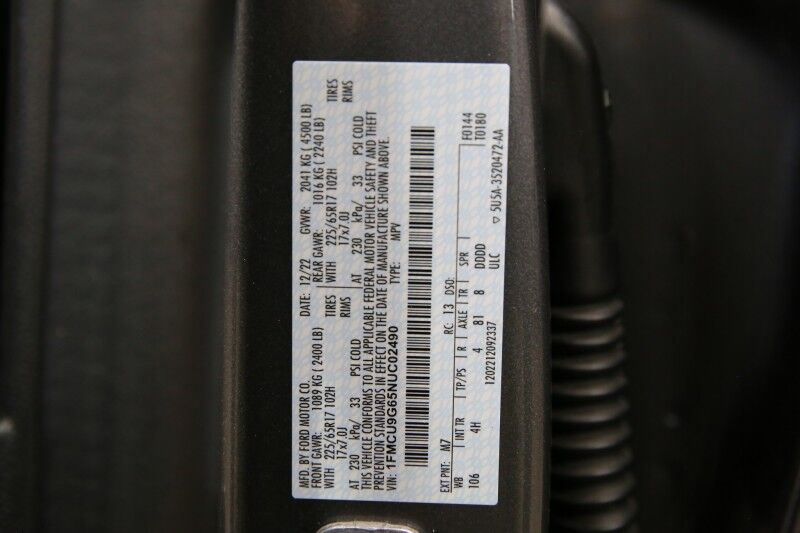 MFD. BY FORD MOTOR CO. DATE: 12/22 GVWR: 2041 KG ( 4500 LB)
FRONT GAWR: 1089 KG ( 2400 LB) REAR GAWR: 1016 KG ( 2240 LB)
WITH 225/65R17 102H TIRES WITH 225/65R17 102H TIRES
17x7.0J RIMS 17x7.0J RIMS
AT 230 kPa/ 33 PSI COLD AT 230 kPa/ 33 PSI COLD
THIS VEHICLE CONFORMS TO ALL APPLICABLE FEDERAL MOTOR VEHICLE SAFETY AND THEFT
PREVENTION STANDARDS IN EFFECT ON THE DATE OF MANUFACTURE SHOWN ABOVE.
VIN: 1FMCU9G65NUC02490 TYPE: MPV
F0144
T0180
EXT PNT: M7 RC: 13 DSO:
WB INT TR TP/PS R AXLE TR SPR
106 4H 4 81 8 DDDD
ULC
1202212092337 5U5A-3520472-AA